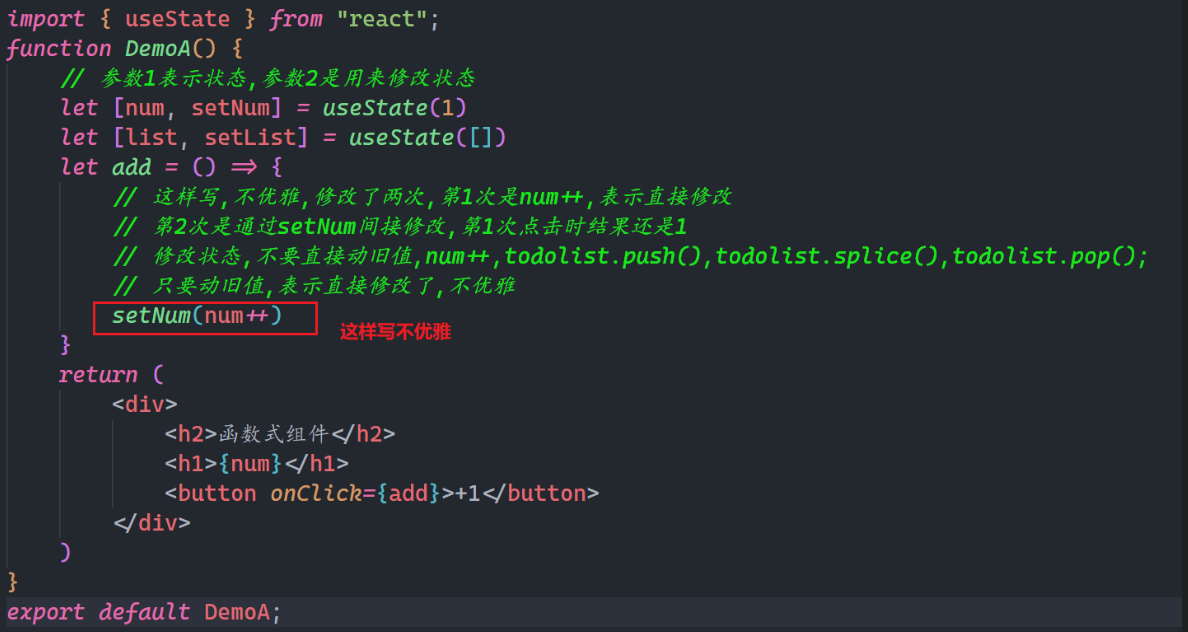 import { useState } from "react";
function DemoA() {
    // 参数1表示状态,参数2是用来修改状态
    let [num, setNum] = useState(1)
    let [list, setList] = useState([])
    let add = () => {
        // 这样写,不优雅,修改了两次,第1次是num++,表示直接修改
        // 第2次是通过setNum间接修改,第1次点击时结果还是1
        // 修改状态,不要直接动旧值,num++,todolist.push(),todolist.splice(),todolist.pop();
        // 只要动旧值,表示直接修改了,不优雅
        setNum(num++) 这样写不优雅
    }
    return (
        <div>
            <h2>函数式组件</h2>
            <h1>{num}</h1>
            <button onClick={add}>+1</button>
        </div>
    )
}
export default DemoA;